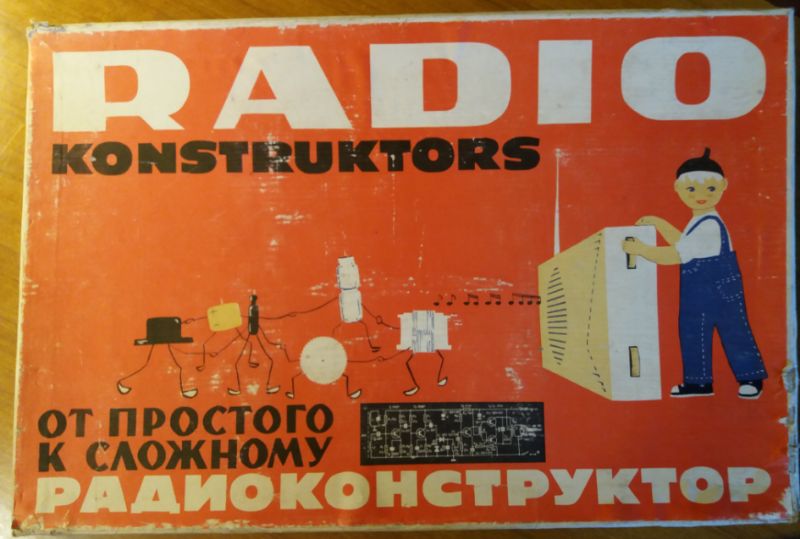 RADIO
KONSTRUKTORS
ОТ ПРОСТОГО
К СЛОЖНОМУ
РАДИОКОНСТРУКТОР